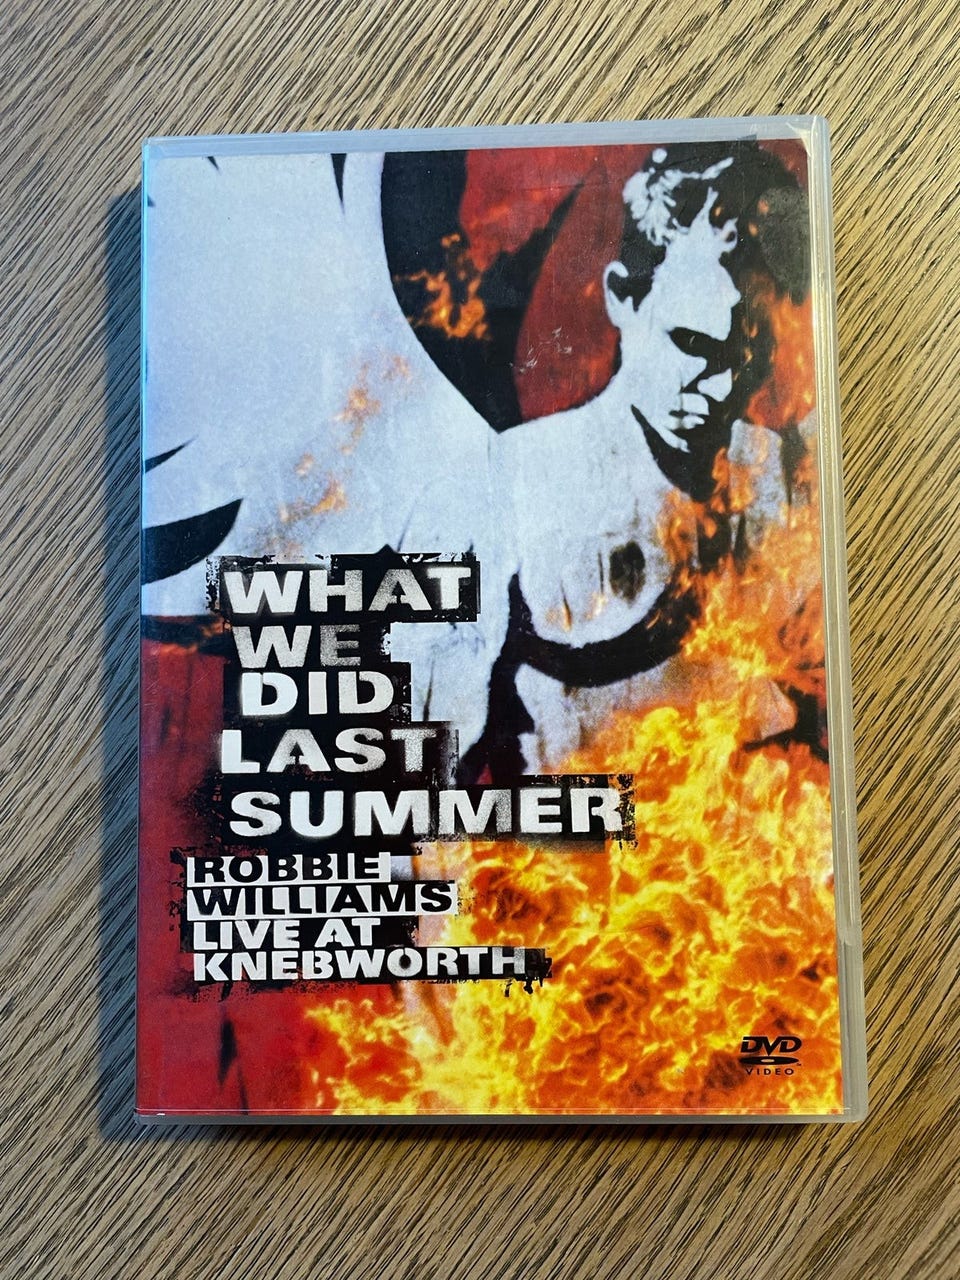 WHAT
WE
DID
LAST
SUMMER
ROBBIE
WILLIAMS
LIVE AT
KNEBWORTH
DVD
VIDEO